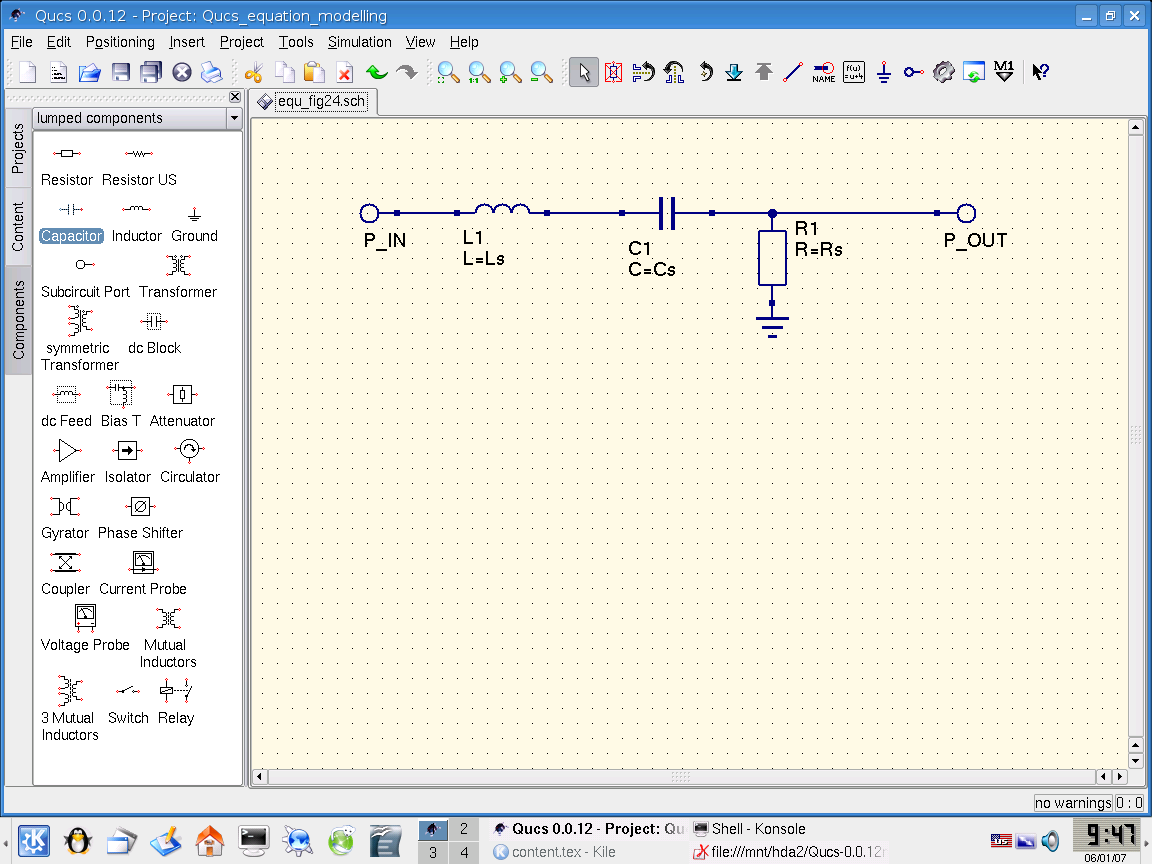 Qucs 0.0.12 - Project: Qucs_equation_modelling
File Edit Positioning Insert Project Tools Simulation View Help
NAME
M1
equ_fig24.sch
lumped components
Projects
Content
Components
Resistor Resistor US
Capacitor Inductor Ground
Subcircuit Port Transformer
symmetric Transformer dc Block
dc Feed Bias T Attenuator
Amplifier Isolator Circulator
Gyrator Phase Shifter
Coupler Current Probe
Voltage Probe Mutual Inductors
3 Mutual Inductors Switch Relay
P_IN
L1
L=Ls
C1
C=Cs
R1
R=Rs
P_OUT
no warnings 0 : 0
2
3 4
Qucs 0.0.12 - Project: Qu
Shell - Konsole
content.tex - Kile
file:///mnt/hda2/Qucs-0.0.12r
9:47
06/01/07